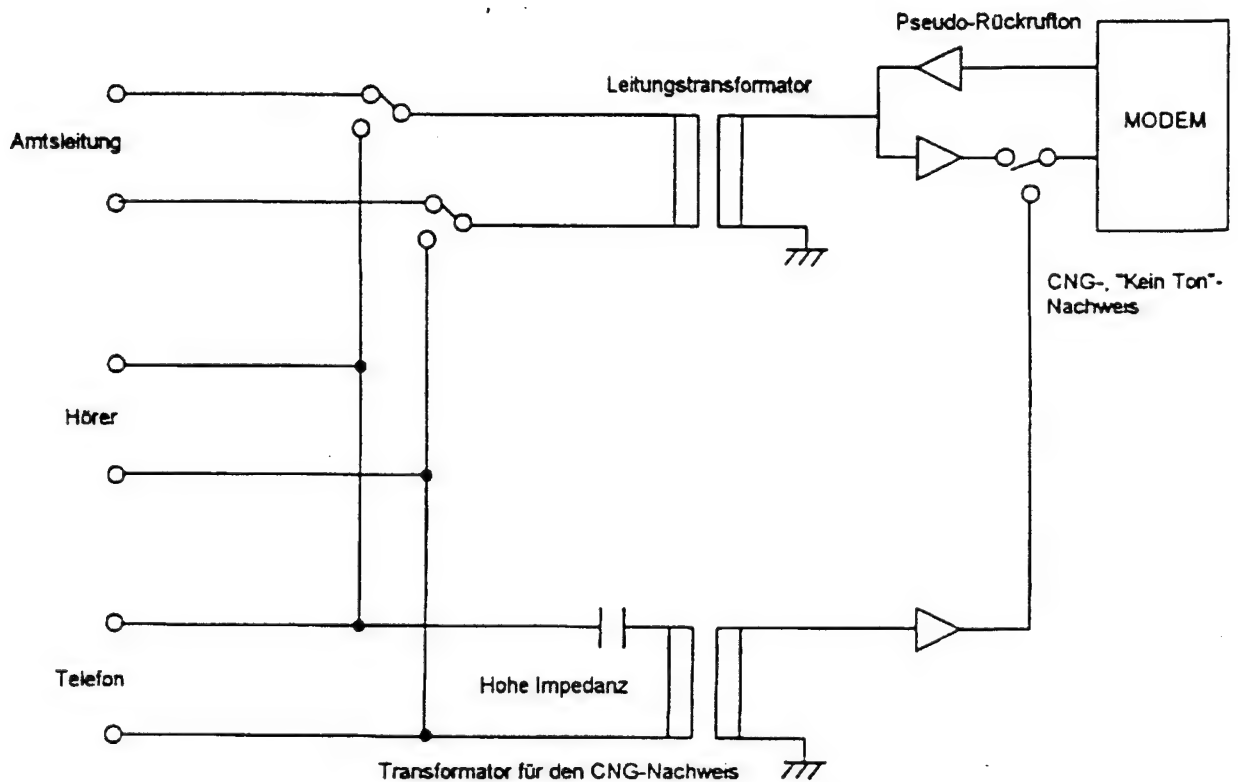 Pseudo-Rückrufton
Leitungstransformator
MODEM
Amtsleitung
CNG-, "Kein Ton"-
Nachweis
Hörer
Telefon
Hohe Impedanz
Transformator für den CNG-Nachweis